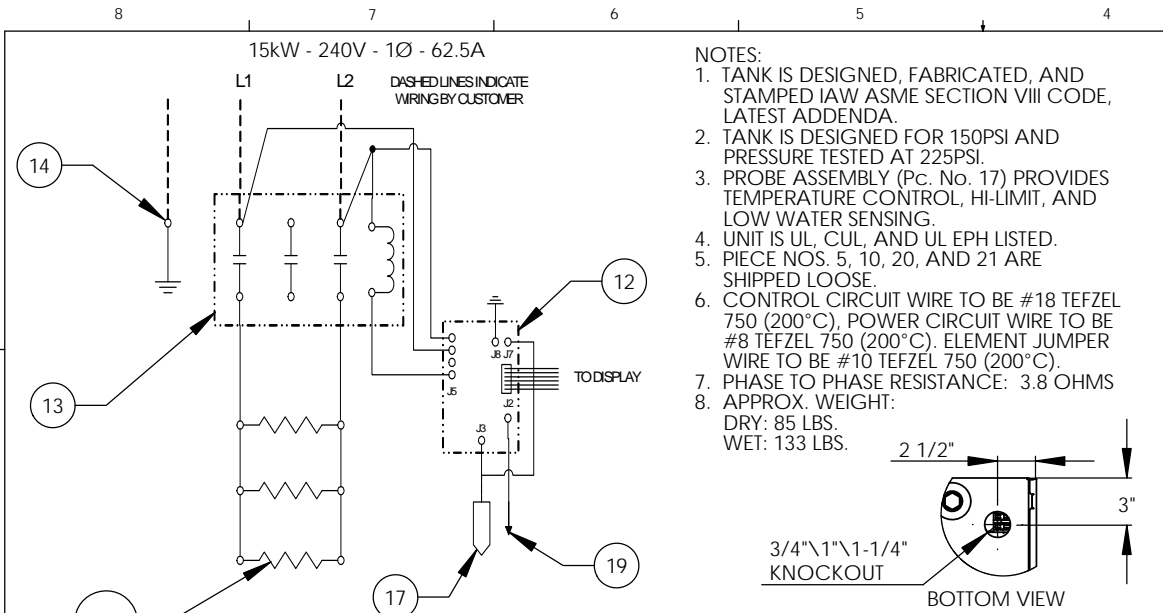 8
7
6
5
4
15kW - 240V - 1Ø - 62.5A
L1
L2
DASHED LINES INDICATE
WIRING BY CUSTOMER
14
13
12
J8
J7
J5
TO DISPLAY
J2
J3
17
19
NOTES:
1. TANK IS DESIGNED, FABRICATED, AND
STAMPED IAW ASME SECTION VIII CODE,
LATEST ADDENDA.
2. TANK IS DESIGNED FOR 150PSI AND
PRESSURE TESTED AT 225PSI.
3. PROBE ASSEMBLY (Pc. No. 17) PROVIDES
TEMPERATURE CONTROL, HI-LIMIT, AND
LOW WATER SENSING.
4. UNIT IS UL, CUL, AND UL EPH LISTED.
5. PIECE NOS. 5, 10, 20, AND 21 ARE
SHIPPED LOOSE.
6. CONTROL CIRCUIT WIRE TO BE #18 TEFZEL
750 (200°C), POWER CIRCUIT WIRE TO BE
#8 TEFZEL 750 (200°C). ELEMENT JUMPER
WIRE TO BE #10 TEFZEL 750 (200°C).
7. PHASE TO PHASE RESISTANCE: 3.8 OHMS
8. APPROX. WEIGHT:
DRY: 85 LBS.
WET: 133 LBS.
2 1/2"
3"
3/4"\1"\1-1/4"
KNOCKOUT
BOTTOM VIEW